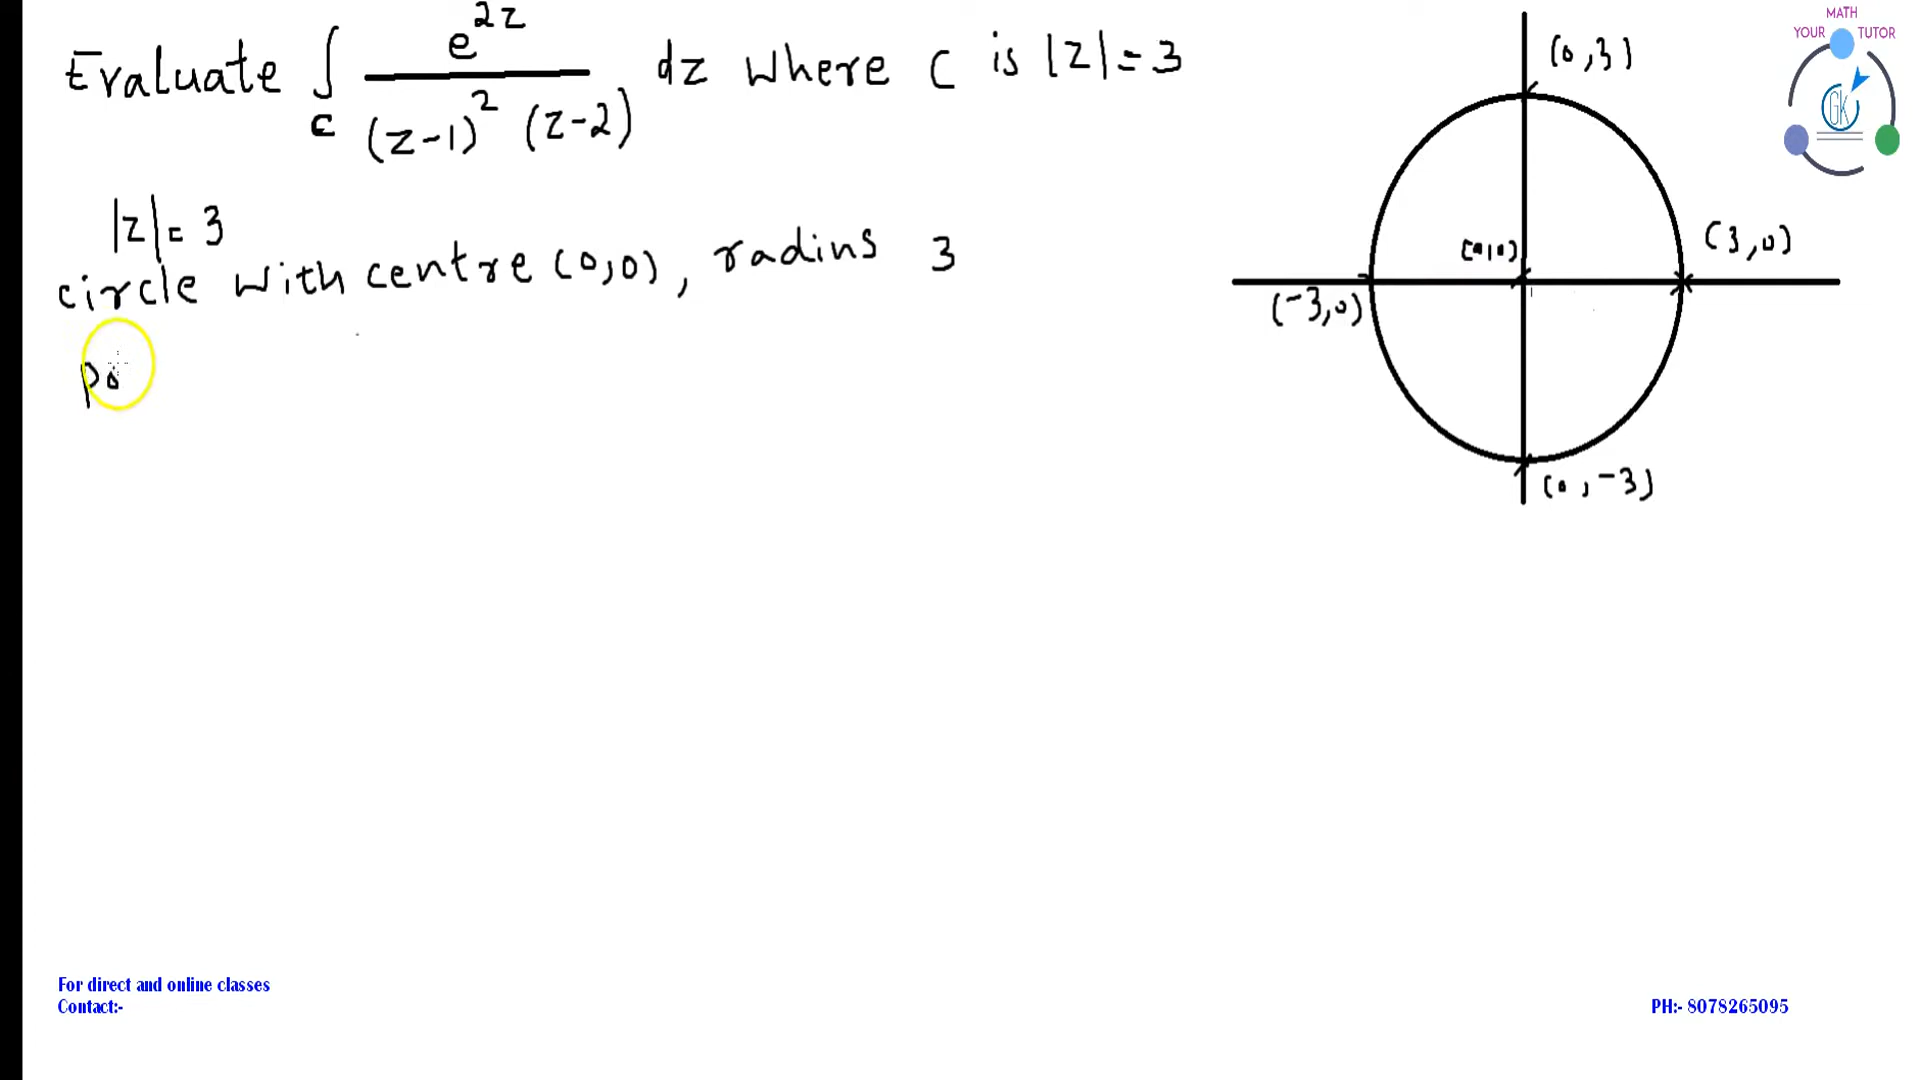 Evaluate ∫_C e^{2z} / (z-1)^2 (z-2) dz where C is |z| = 3
|z| = 3
circle with centre (0,0), radius 3
po
(0,3)
(0,0)
(3,0)
(-3,0)
(0,-3)
MATH
YOUR TUTOR
GK
For direct and online classes
Contact:-
PH:- 8078265095